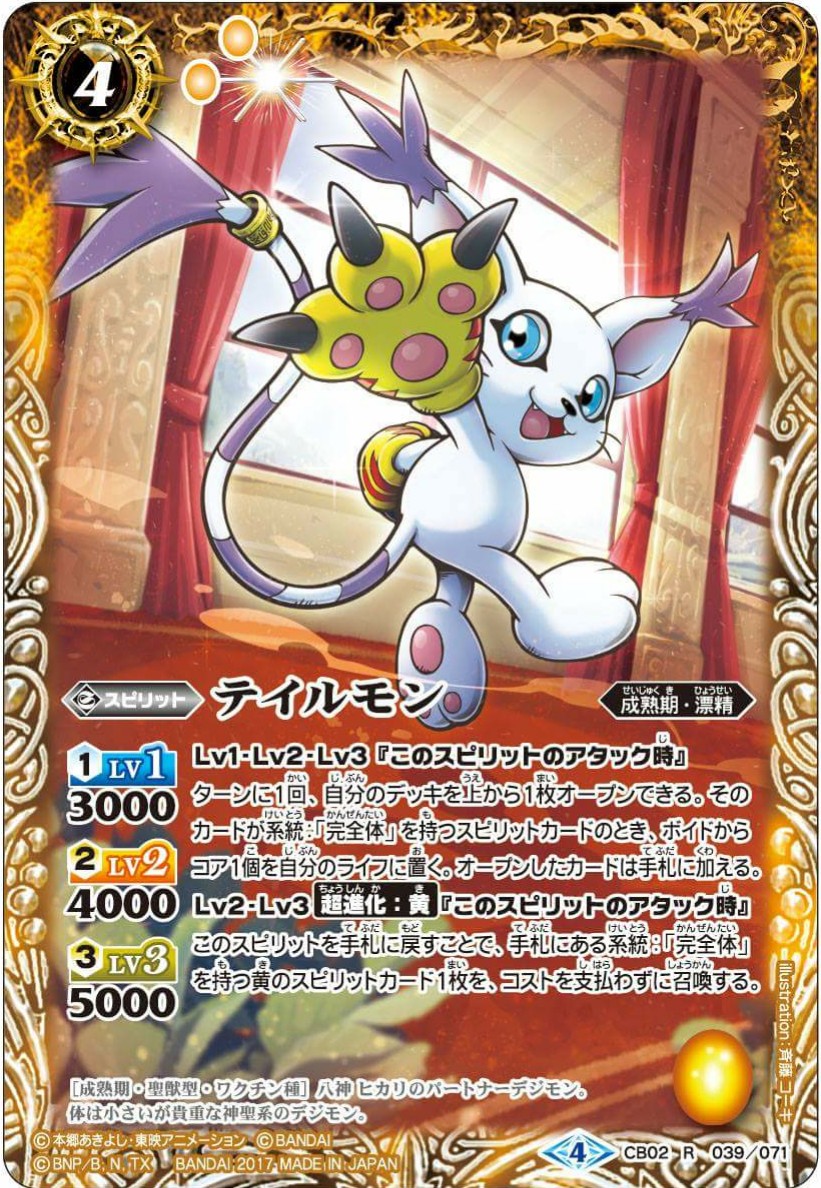 4
スピリット テイルモン 成熟期・漂精
せいじゅく き ひょうせい
1 LV1
3000
2 LV2
4000
3 LV3
5000
Lv1・Lv2・Lv3『このスピリットのアタック時』
ターンに1回、自分のデッキを上から1枚オープンできる。その
カードが系統：「完全体」を持つスピリットカードのとき、ボイドから
コア1個を自分のライフに置く。オープンしたカードは手札に加える。
Lv2・Lv3 超進化：黄『このスピリットのアタック時』
このスピリットを手札に戻すことで、手札にある系統：「完全体」
を持つ黄のスピリットカード1枚を、コストを支払わずに召喚する。
illustration：斉藤コーキ
［成熟期・聖獣型・ワクチン種］八神 ヒカリのパートナーデジモン。
体は小さいが貴重な神聖系のデジモン。
©本郷あきよし・東映アニメーション ©BANDAI
©BNP/B, N, TX BANDAI 2017 MADE IN JAPAN
4 CB02 R 039/071